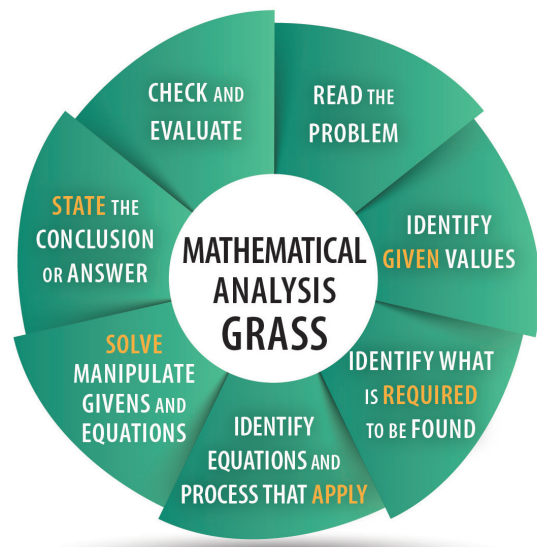 MATHEMATICAL
ANALYSIS
GRASS
READ THE
PROBLEM
IDENTIFY
GIVEN VALUES
IDENTIFY WHAT
IS REQUIRED
TO BE FOUND
IDENTIFY
EQUATIONS AND
PROCESS THAT APPLY
SOLVE
MANIPULATE
GIVENS AND
EQUATIONS
STATE THE
CONCLUSION
OR ANSWER
CHECK AND
EVALUATE